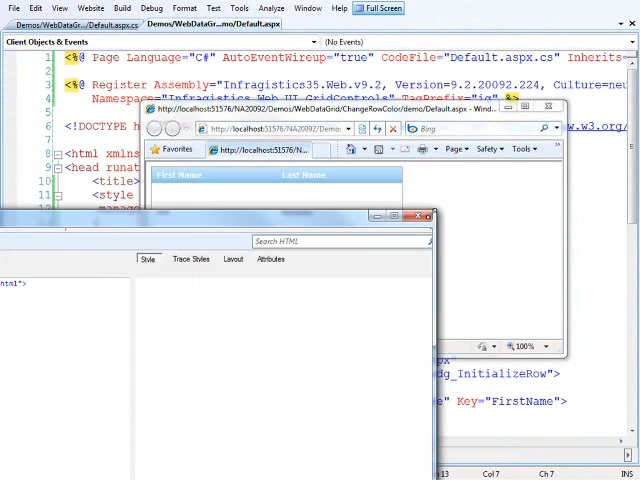 File Edit View Website Build Debug Format Test Analyze Window Help Full Screen
Demos/WebDataGr.../Default.aspx.cs Demos/WebDataGr...mo/Default.aspx
Client Objects & Events (No Events)
1 <%@ Page Language="C#" AutoEventWireup="true" CodeFile="Default.aspx.cs" Inherits=
2
3 <%@ Register Assembly="Infragistics35.Web.v9.2, Version=9.2.20092.224, Culture=neu
4 Namespace="Infragistics.Web.UI.GridControls" TagPrefix="ig" %>
5 http://localhost:51576/NA20092/Demos/WebDataGrid/ChangeRowColor/demo/Default.aspx - Wind...
6 <!DOCTYPE h http://localhost:51576/NA20092/Demo Bing w.w3.org/
7
8 <html xmlns Favorites http://localhost:51576/N... Page Safety Tools
9 <head runat
10 <title> First Name Last Name
11 <style
12 manage
Search HTML
Style Trace Styles Layout Attributes
html">
100%
px"
dg_InitializeRow">
e" Key="FirstName">
n 13 Col 7 Ch 7 INS